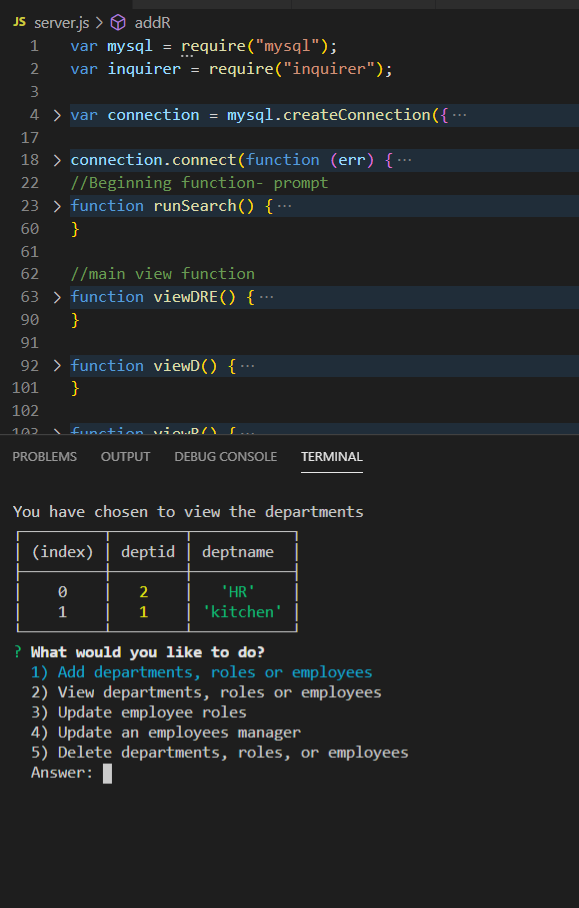 JS server.js > addR
1 var mysql = require("mysql");
2 var inquirer = require("inquirer");
3
4 > var connection = mysql.createConnection({ ···
17
18 > connection.connect(function (err) { ···
22 //Beginning function- prompt
23 > function runSearch() { ···
60 }
61
62 //main view function
63 > function viewDRE() { ···
90 }
91
92 > function viewD() { ···
101 }
102
103 > function viewR() { ···
PROBLEMS OUTPUT DEBUG CONSOLE TERMINAL
You have chosen to view the departments
(index) deptid deptname
0 2 'HR'
1 1 'kitchen'
? What would you like to do?
1) Add departments, roles or employees
2) View departments, roles or employees
3) Update employee roles
4) Update an employees manager
5) Delete departments, roles, or employees
Answer: